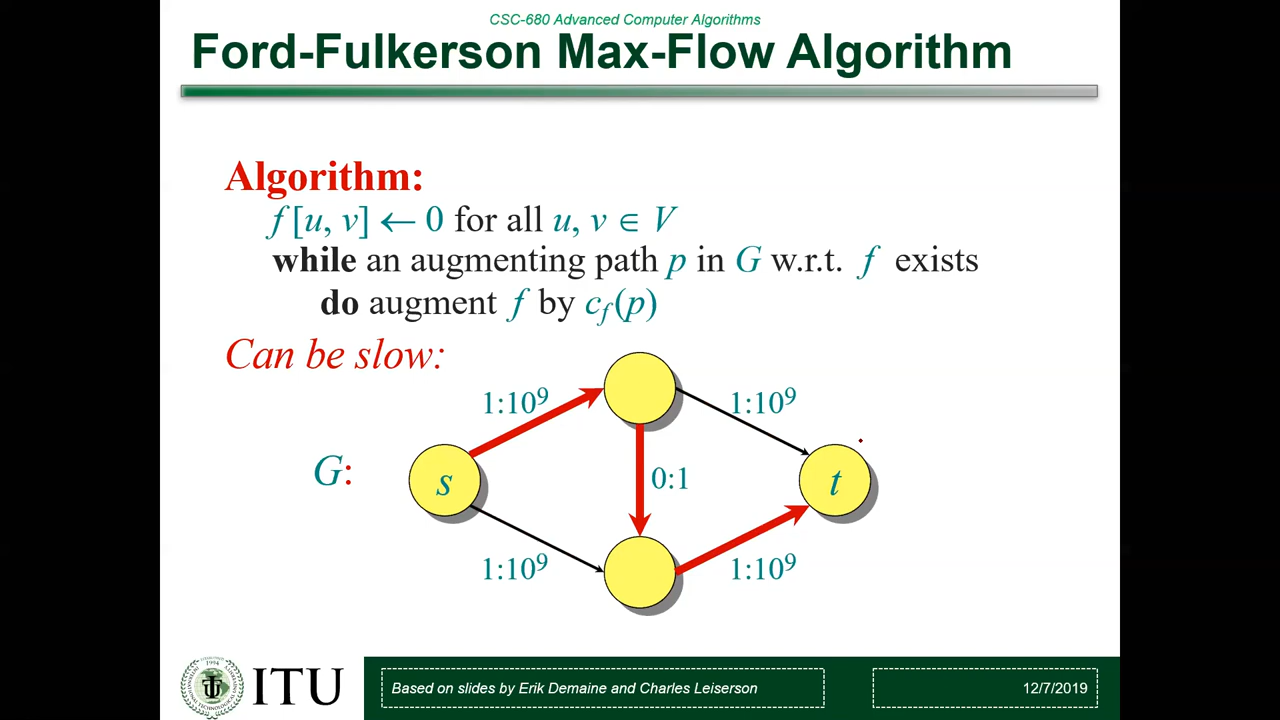 CSC-680 Advanced Computer Algorithms
Ford-Fulkerson Max-Flow Algorithm
Algorithm:
f [u, v] ← 0 for all u, v ∈ V
while an augmenting path p in G w.r.t. f exists
do augment f by c_f (p)
Can be slow:
1:10⁹
1:10⁹
G:
s
0:1
t
1:10⁹
1:10⁹
1994
ITU
Based on slides by Erik Demaine and Charles Leiserson
12/7/2019